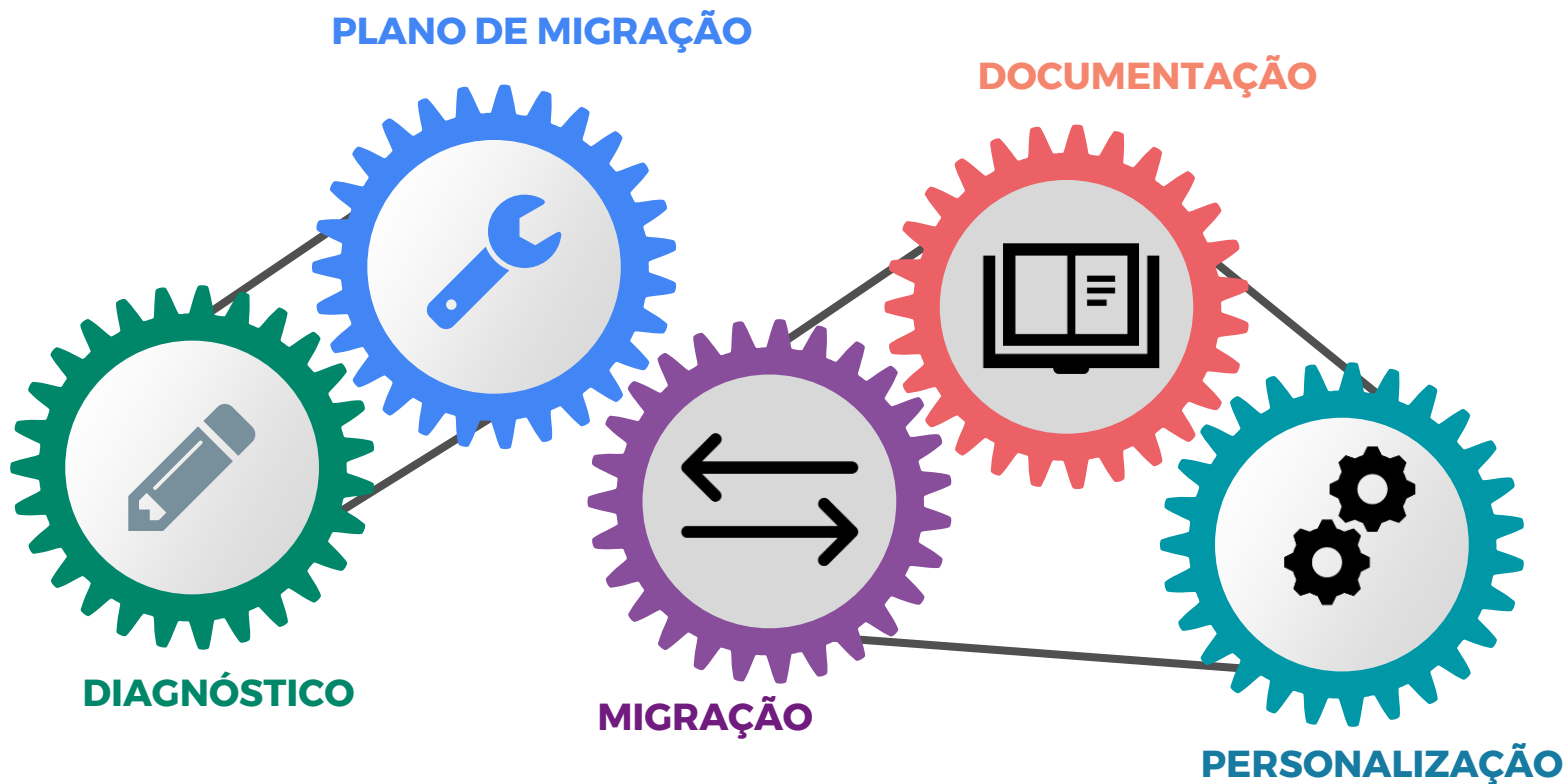 PLANO DE MIGRAÇÃO
DOCUMENTAÇÃO
DIAGNÓSTICO
MIGRAÇÃO
PERSONALIZAÇÃO